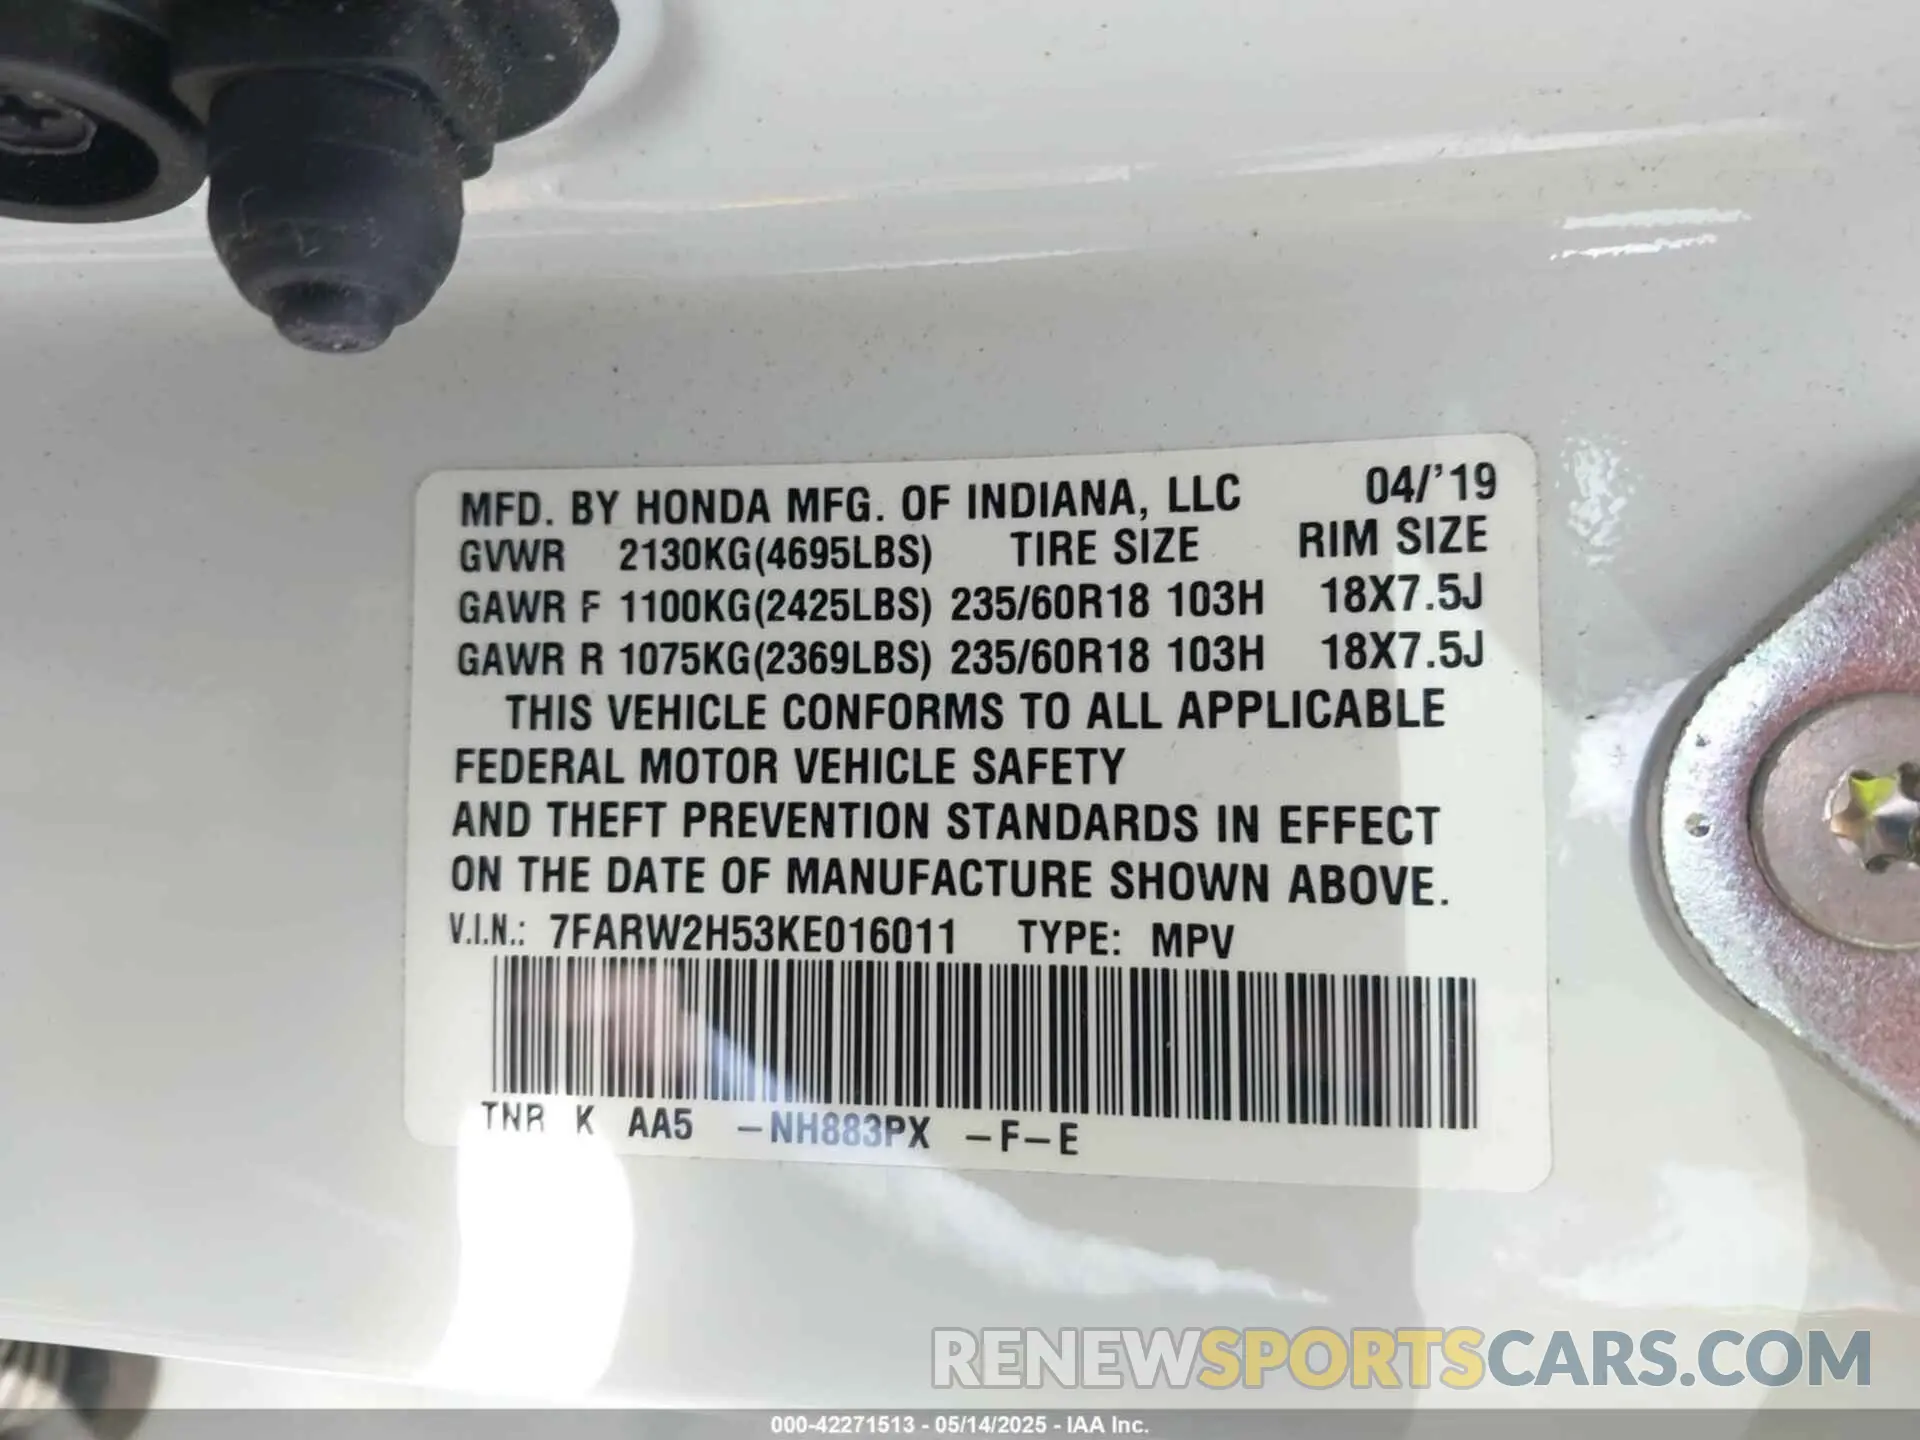 MFD. BY HONDA MFG. OF INDIANA, LLC 04/'19
GVWR 2130KG(4695LBS) TIRE SIZE RIM SIZE
GAWR F 1100KG(2425LBS) 235/60R18 103H 18X7.5J
GAWR R 1075KG(2369LBS) 235/60R18 103H 18X7.5J
THIS VEHICLE CONFORMS TO ALL APPLICABLE
FEDERAL MOTOR VEHICLE SAFETY
AND THEFT PREVENTION STANDARDS IN EFFECT
ON THE DATE OF MANUFACTURE SHOWN ABOVE.
V.I.N.: 7FARW2H53KE016011 TYPE: MPV
TNR K AA5 -NH883PX -F-E
RENEWSPORTSCARS.COM
000-42271513 - 05/14/2025 - IAA Inc.